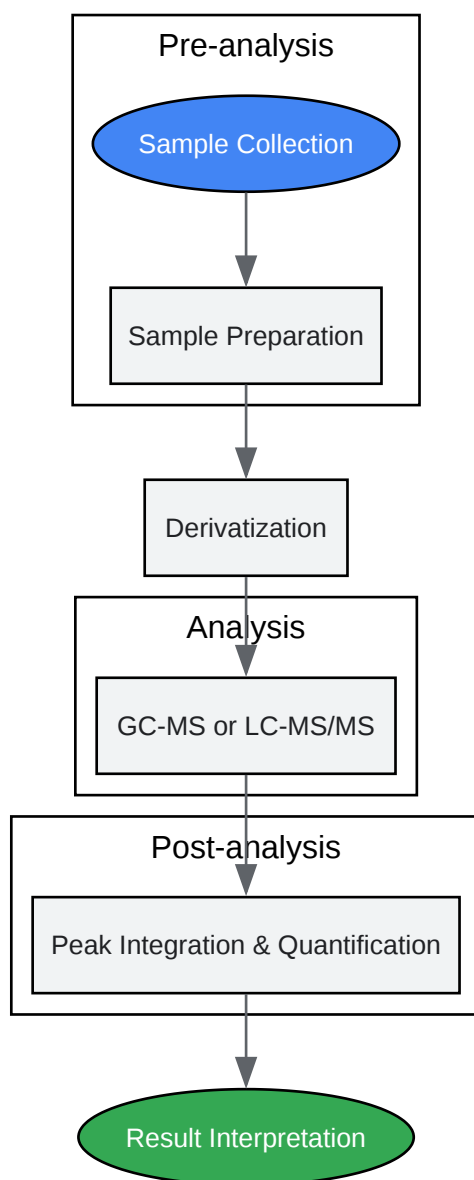 Pre-analysis
Sample Collection
Sample Preparation
Derivatization
Analysis
GC-MS or LC-MS/MS
Post-analysis
Peak Integration & Quantification
Result Interpretation